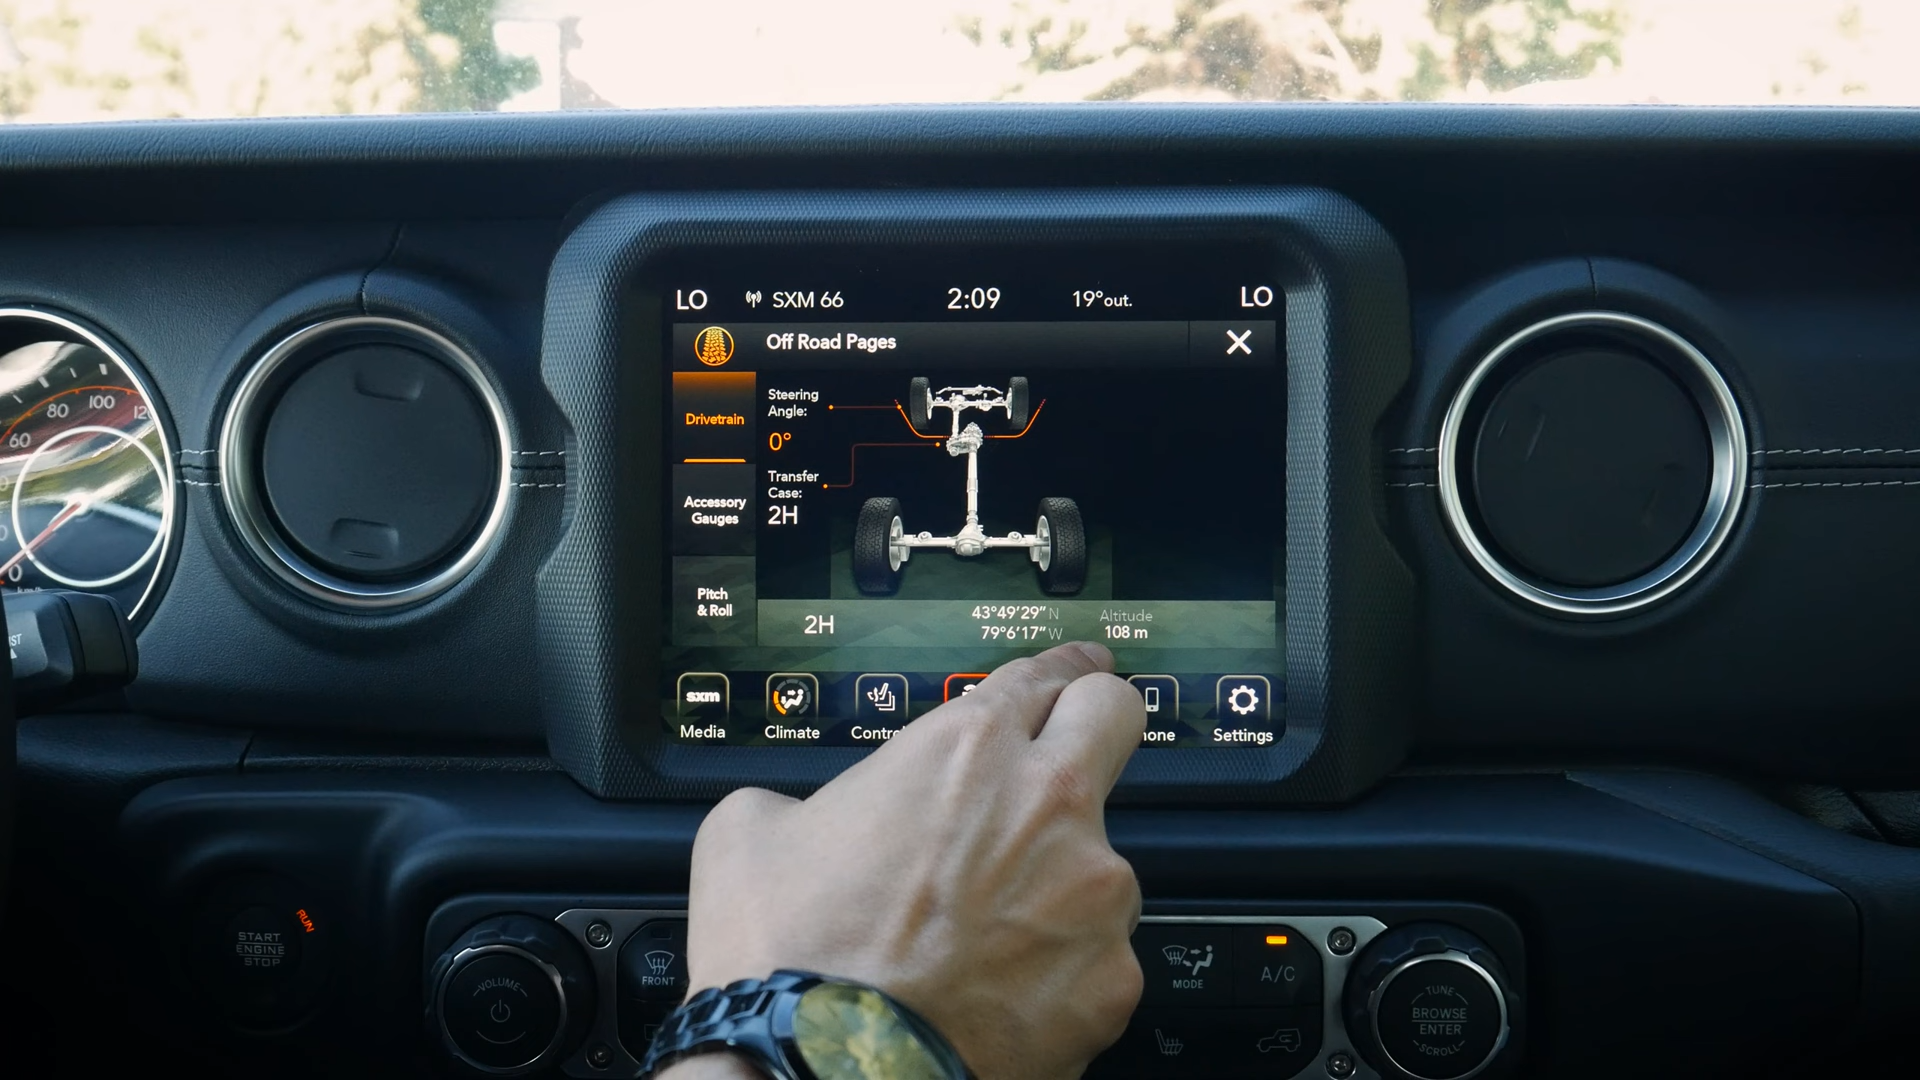 LO
SXM 66
2:09
19°out.
LO
Off Road Pages
Drivetrain
Steering
Angle:
0°
Transfer
Case:
2H
Accessory
Gauges
Pitch
& Roll
2H
43°49'29" N
79°6'17" W
Altitude
108 m
sxm
Media
Climate
Settings
60
80
100
0
START
ENGINE
STOP
RUN
VOLUME
FRONT
MODE
A/C
TUNE
BROWSE
ENTER
SCROLL